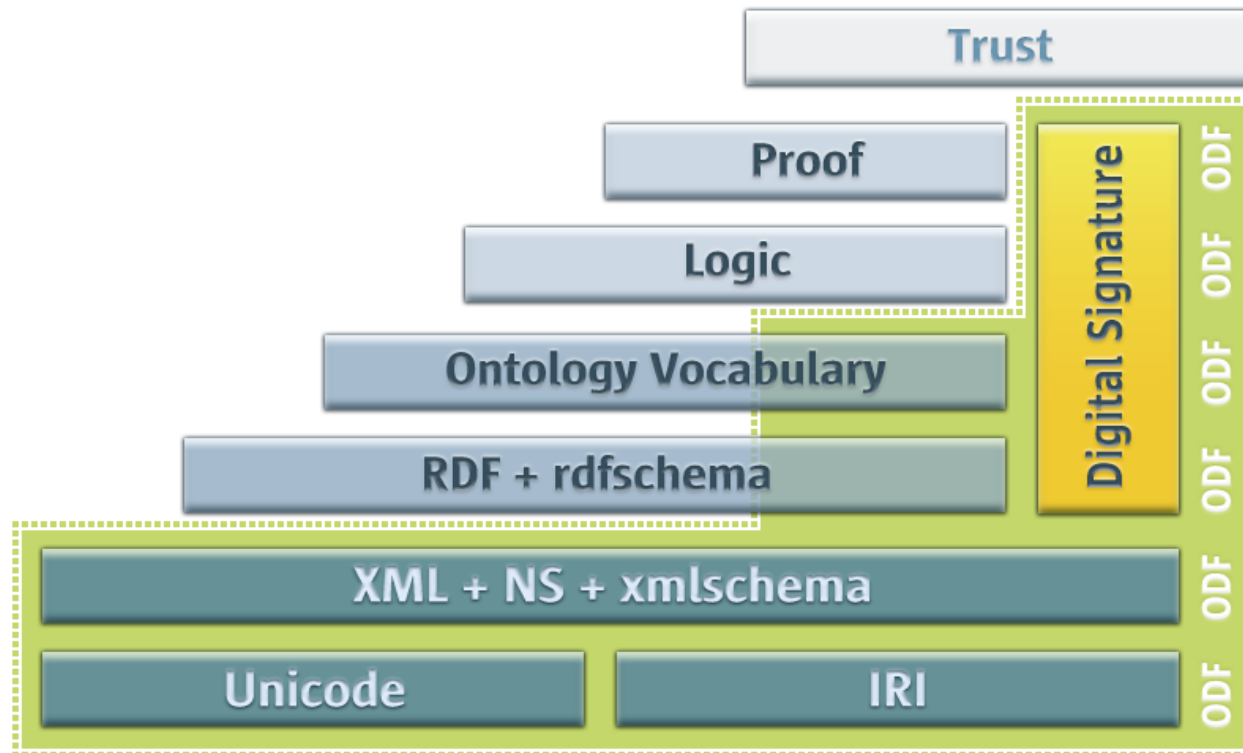 Trust
Proof
ODF
Logic
ODF
Digital Signature
Ontology Vocabulary
ODF
RDF + rdfschema
ODF
XML + NS + xmlschema
ODF
Unicode
IRI
ODF